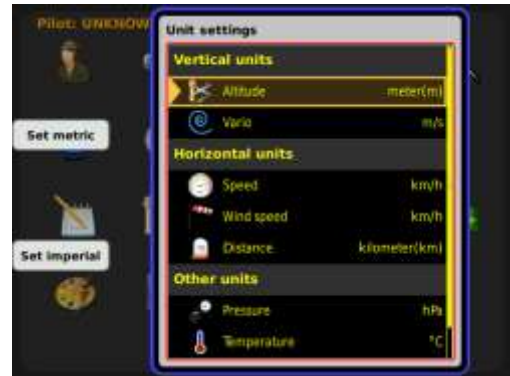 Pilot: UNKNOW
Unit settings
Vertical units
Altitude meter(m)
Vario m/s
Set metric
Horizontal units
Speed km/h
Wind speed km/h
Distance kilometer(km)
Set imperial
Other units
Pressure hPa
Temperature °C